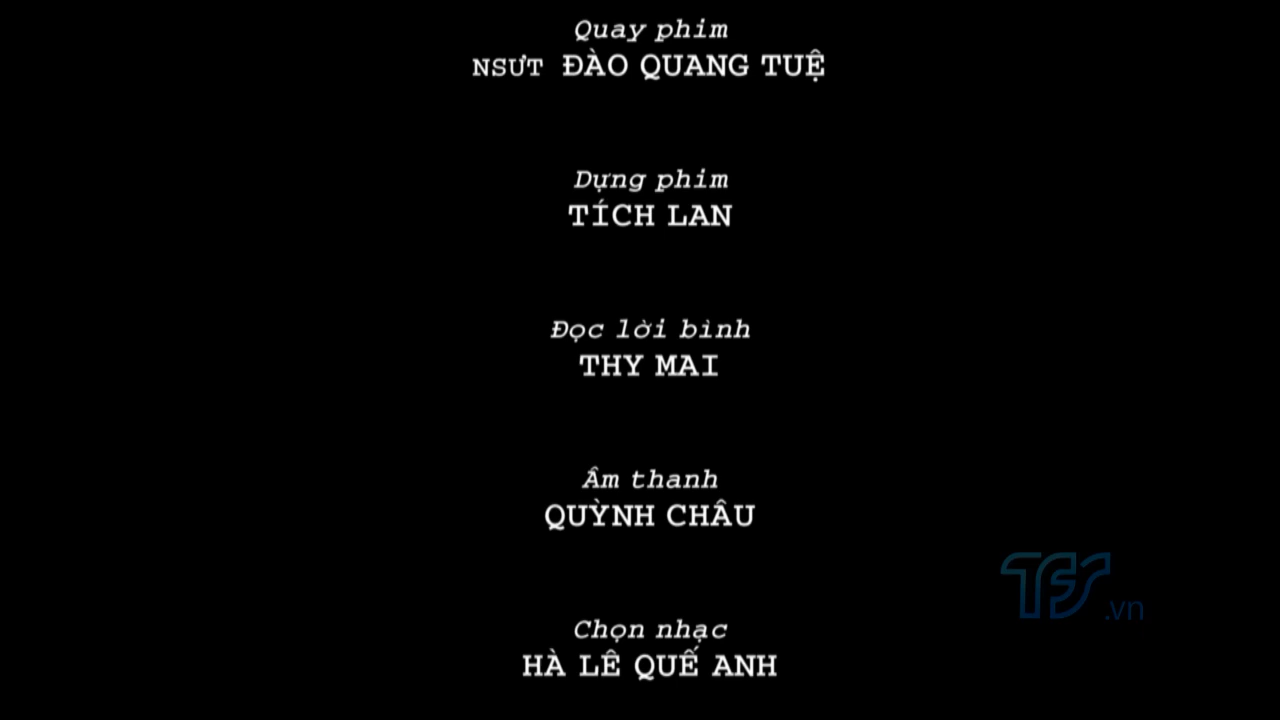 Quay phim
NSƯT ĐÀO QUANG TUỆ
Dựng phim
TÍCH LAN
Đọc lời bình
THY MAI
Âm thanh
QUỲNH CHÂU
TFS.vn
Chọn nhạc
HÀ LÊ QUẾ ANH